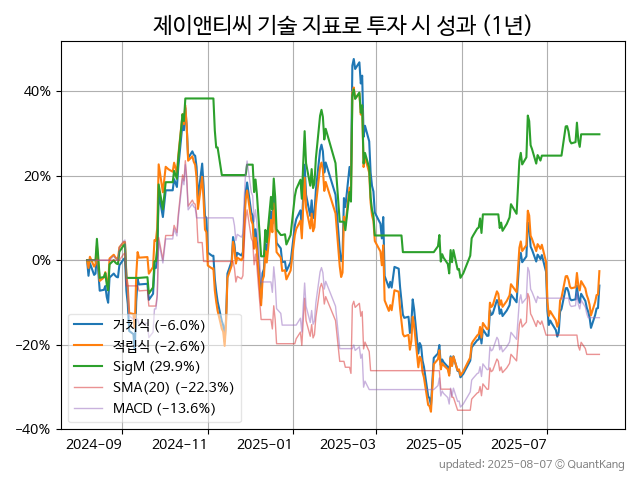 제이앤티씨 기술 지표로 투자 시 성과 (1년)
40%
20%
0%
−20%
−40%
거치식 (−6.0%)
적립식 (−2.6%)
SigM (29.9%)
SMA(20) (−22.3%)
MACD (−13.6%)
2024-09 2024-11 2025-01 2025-03 2025-05 2025-07
updated: 2025-08-07 © QuantKang